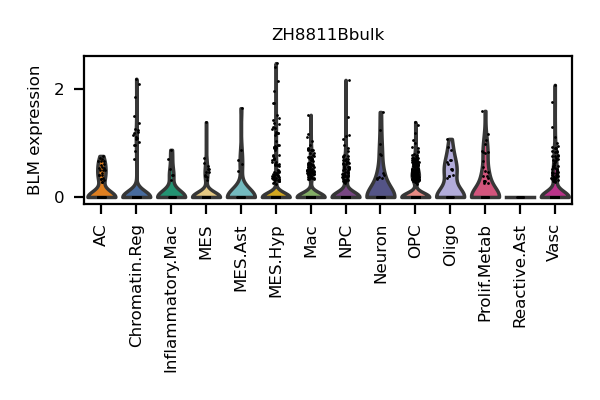 ZH8811Bbulk
BLM expression
2
0
AC
Chromatin.Reg
Inflammatory.Mac
MES
MES.Ast
MES.Hyp
Mac
NPC
Neuron
OPC
Oligo
Prolif.Metab
Reactive.Ast
Vasc